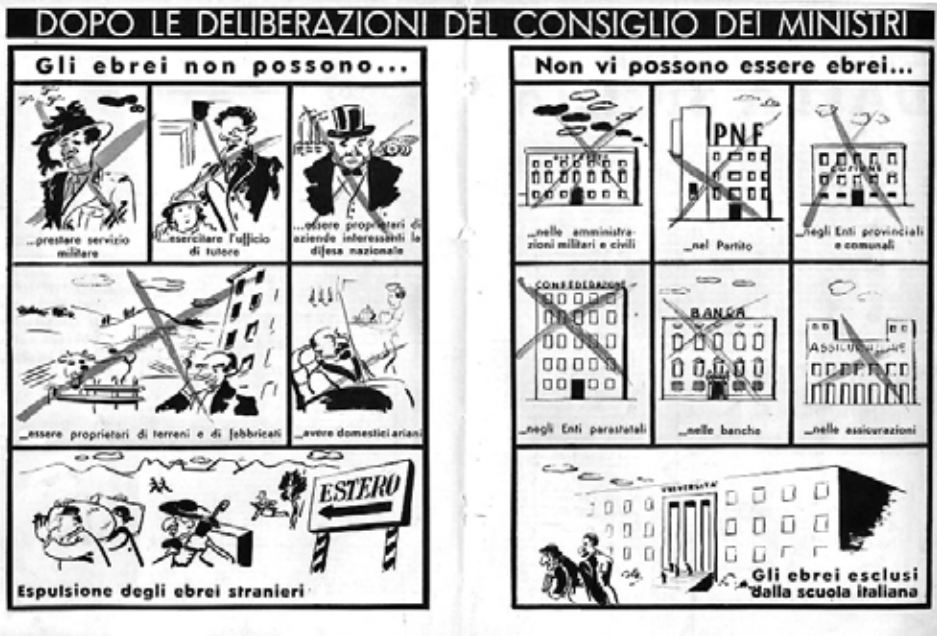 DOPO LE DELIBERAZIONI DEL CONSIGLIO DEI MINISTRI
Gli ebrei non possono...
...prestare servizio
militare
...esercitare l'ufficio
di tutore
...essere proprietari di
aziende interessanti la
difesa nazionale
...essere proprietari di terreni e di fabbricati
...avere domestici ariani
ESTERO
Espulsione degli ebrei stranieri
Non vi possono essere ebrei...
...nelle amministra-
zioni militari e civili
PNF
...nel Partito
...negli Enti provinciali
e comunali
CONFEDERAZIONE
...negli Enti parastatali
BANCA
...nelle banche
ASSICURAZIONE
...nelle assicurazioni
UNIVERSITA'
Gli ebrei esclusi
dalla scuola italiana